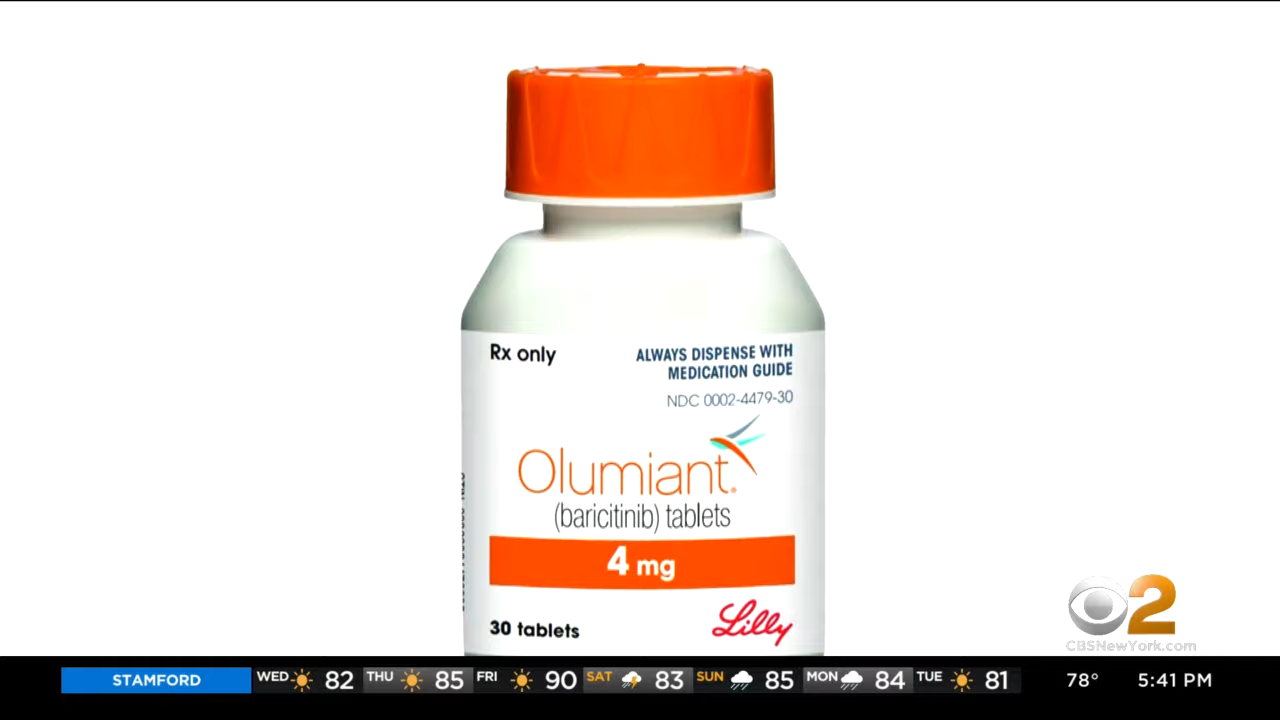 Rx only
ALWAYS DISPENSE WITH
MEDICATION GUIDE
NDC 0002-4479-30
Olumiant®
(baricitinib) tablets
4 mg
30 tablets
Lilly
2
CBSNewYork.com
STAMFORD WED 82 THU 85 FRI 90 SAT 83 SUN 85 MON 84 TUE 81 78° 5:41 PM